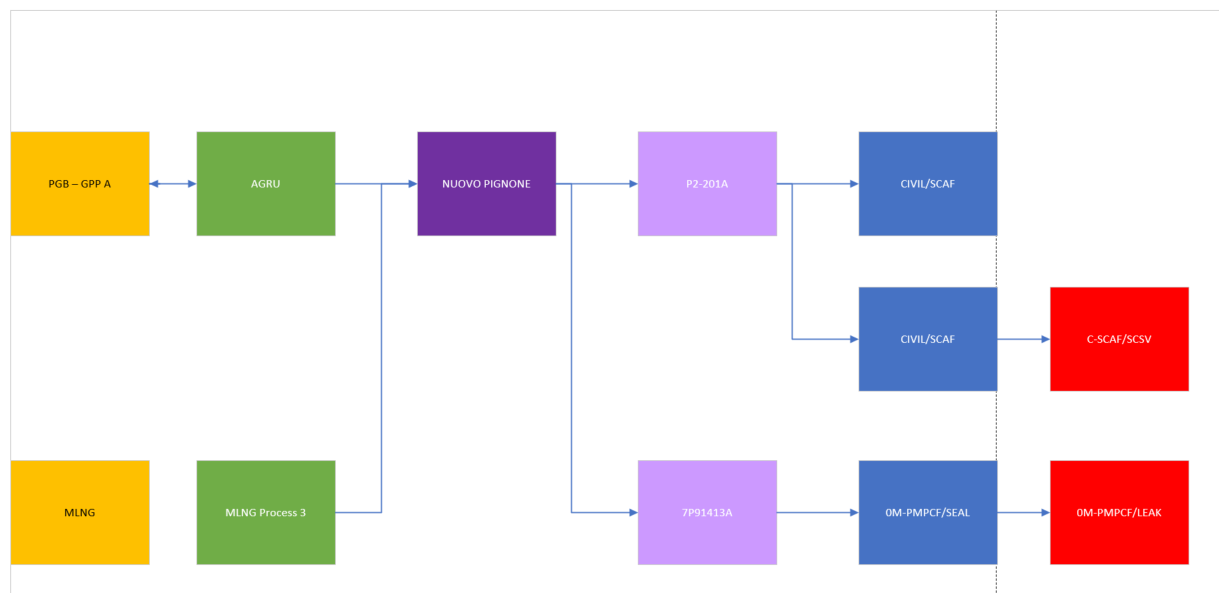 PGB – GPP A
AGRU
NUOVO PIGNONE
P2-201A
CIVIL/SCAF
CIVIL/SCAF
C-SCAF/SCSV
MLNG
MLNG Process 3
7P91413A
0M-PMPCF/SEAL
0M-PMPCF/LEAK